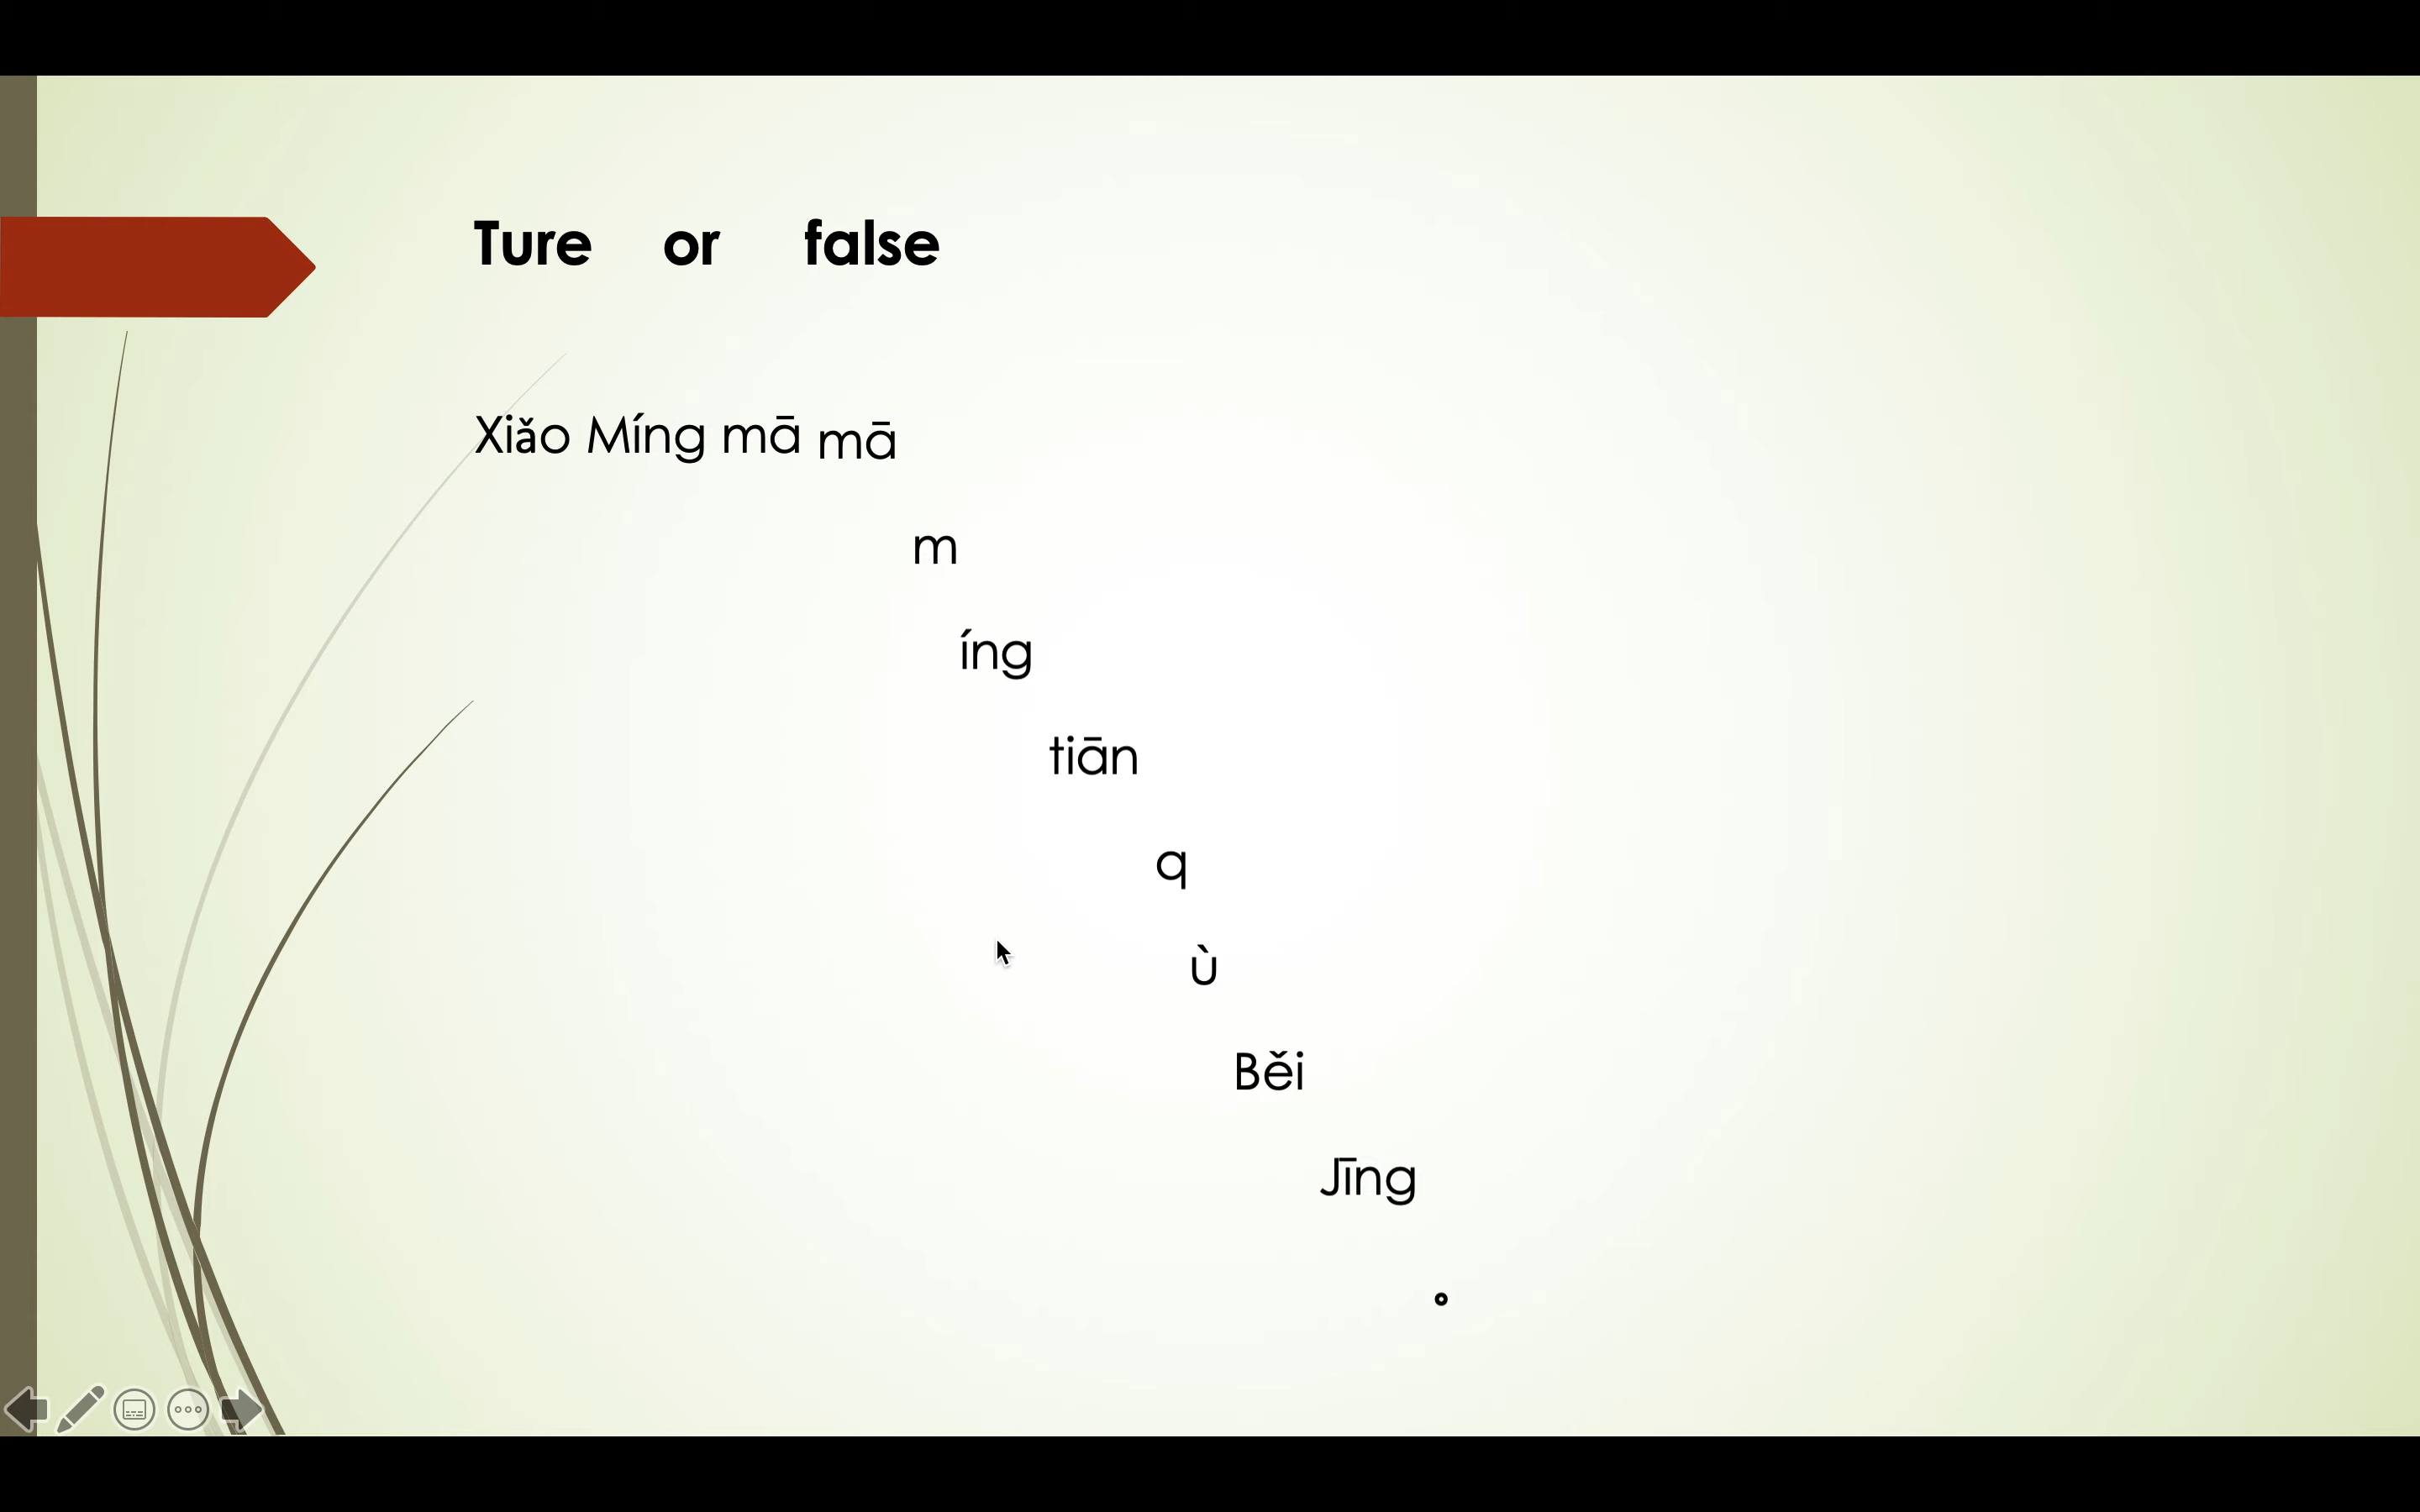 Ture or false
Xiǎo Míng mā mā
m
íng
tiān
q
ù
Běi
Jīng
。